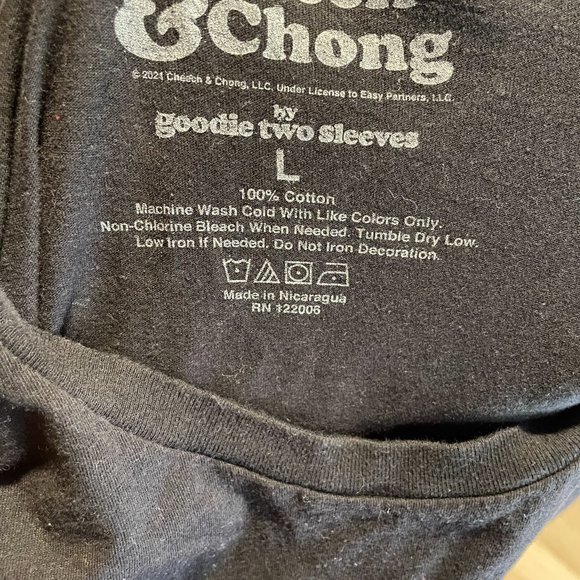 & Chong
© 2021 Cheech & Chong, LLC. Under License to Easy Partners, LLC.
by
goodie two sleeves
L
100% Cotton
Machine Wash Cold With Like Colors Only.
Non-Chlorine Bleach When Needed. Tumble Dry Low.
Low Iron If Needed. Do Not Iron Decoration.
Made in Nicaragua
RN 122006